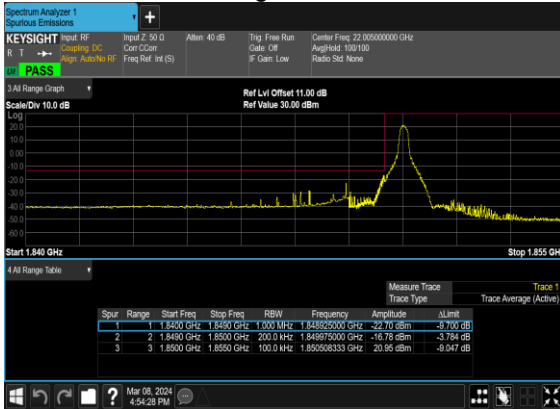 Spectrum Analyzer 1
Spurious Emissions
+
KEYSIGHT Input: RF Input Z: 50 Ω Atten: 40 dB Trig: Free Run Center Freq: 22.005000000 GHz
R T Coupling: DC Corr CCorr Gate: Off Avg|Hold: 100/100
Align: Auto/No RF Freq Ref: Int (S) IF Gain: Low Radio Std: None
PASS
3 All Range Graph
Ref Lvl Offset 11.00 dB
Scale/Div 10.0 dB Ref Value 30.00 dBm
Log
20.0
10.0
0.00
-10.0
-20.0
-30.0
-40.0
-50.0
-60.0
Start 1.840 GHz Stop 1.855 GH
4 All Range Table
Measure Trace Trace 1
Trace Type Trace Average (Active)
Spur Range Start Freq Stop Freq RBW Frequency Amplitude ΔLimit
1 1 1.8400 GHz 1.8490 GHz 1.000 MHz 1.848925000 GHz -22.70 dBm -9.700 dB
2 2 1.8490 GHz 1.8500 GHz 200.0 kHz 1.849975000 GHz -16.78 dBm -3.784 dB
3 3 1.8500 GHz 1.8550 GHz 100.0 kHz 1.850508333 GHz 20.95 dBm -9.047 dB
? Mar 08, 2024
4:54:28 PM